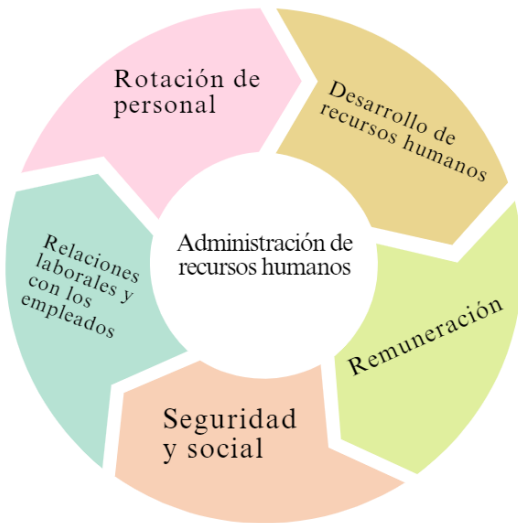 Rotación de
personal
Desarrollo de
recursos humanos
Administración de
recursos humanos
Relaciones
laborales y
con los
empleados
Remuneración
Seguridad
y social